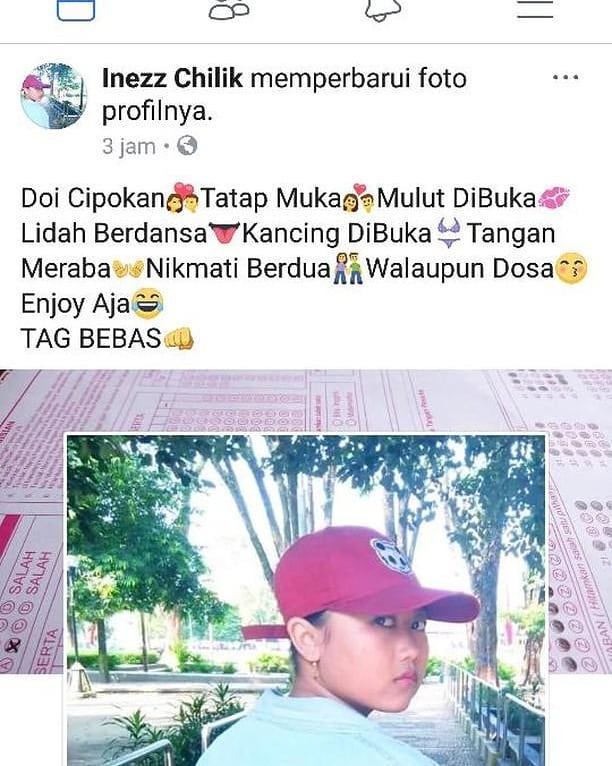 Inezz Chilik memperbarui foto
profilnya.
3 jam
Doi Cipokan💏Tatap Muka💑Mulut DiBuka💋
Lidah Berdansa👅Kancing DiBuka👙Tangan
Meraba👐Nikmati Berdua👫Walaupun Dosa😙
Enjoy Aja😂
TAG BEBAS👊
SALAH
SALAH